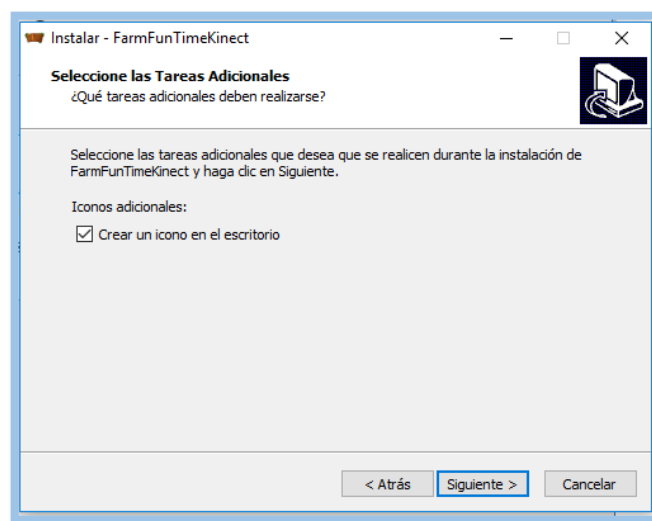 Instalar - FarmFunTimeKinect
Seleccione las Tareas Adicionales
¿Qué tareas adicionales deben realizarse?
Seleccione las tareas adicionales que desea que se realicen durante la instalación de
FarmFunTimeKinect y haga clic en Siguiente.
Iconos adicionales:
Crear un icono en el escritorio
< Atrás
Siguiente >
Cancelar